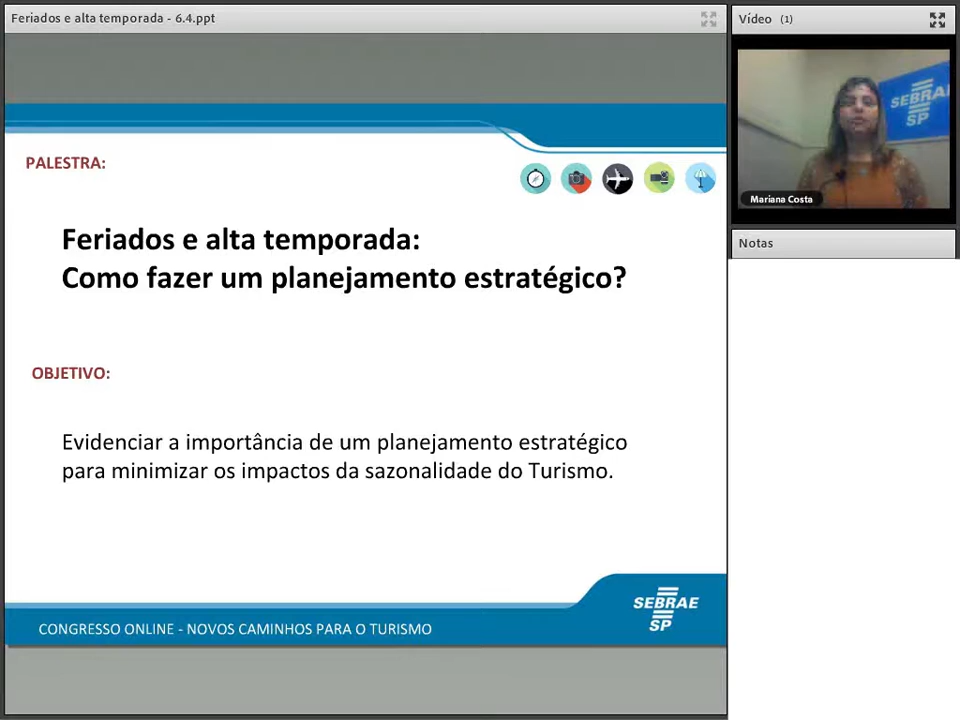 Feriados e alta temporada - 6.4.ppt
PALESTRA:
Feriados e alta temporada:
Como fazer um planejamento estratégico?
OBJETIVO:
Evidenciar a importância de um planejamento estratégico
para minimizar os impactos da sazonalidade do Turismo.
SEBRAE
SP
CONGRESSO ONLINE - NOVOS CAMINHOS PARA O TURISMO
Vídeo (1)
SEBRAE
SP
Mariana Costa
Notas